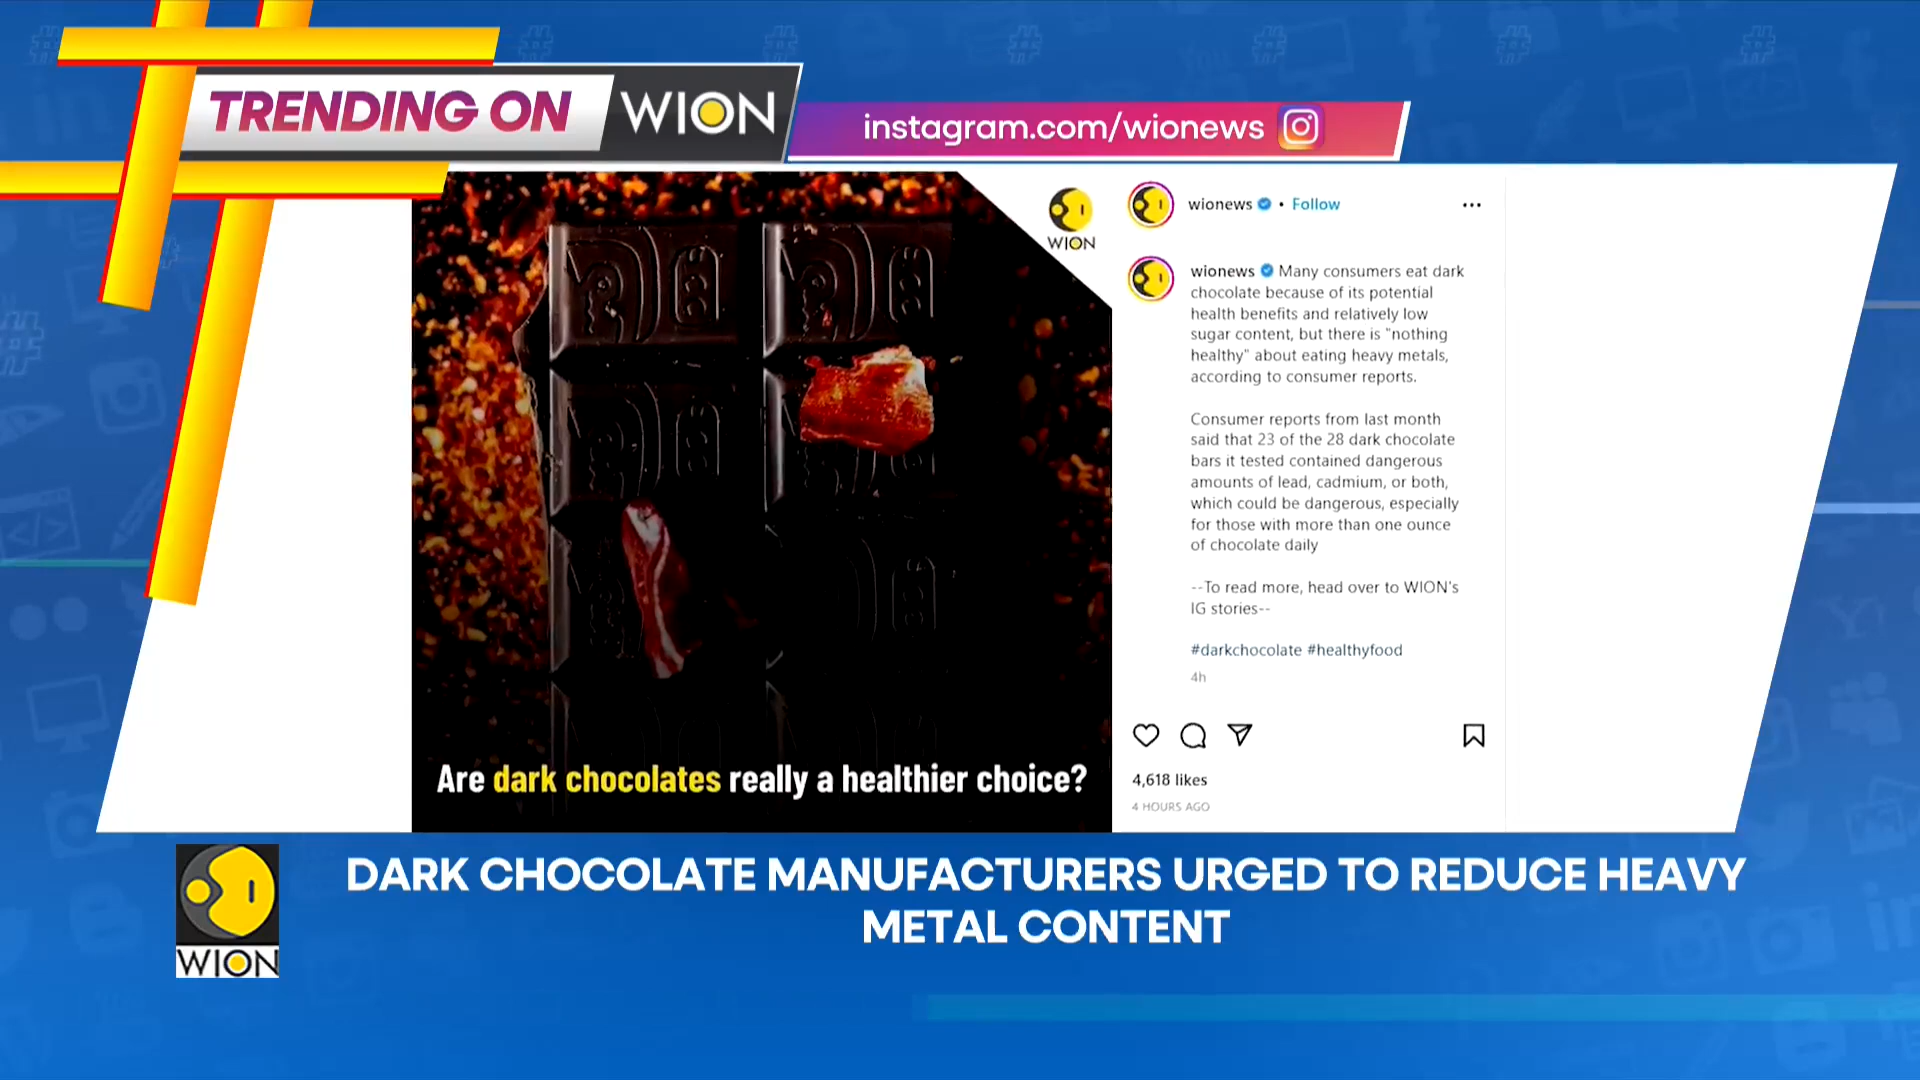 TRENDING ON WION
instagram.com/wionews
WION
wionews • Follow
wionews Many consumers eat dark
chocolate because of its potential
health benefits and relatively low
sugar content, but there is "nothing
healthy" about eating heavy metals,
according to consumer reports.
Consumer reports from last month
said that 23 of the 28 dark chocolate
bars it tested contained dangerous
amounts of lead, cadmium, or both,
which could be dangerous, especially
for those with more than one ounce
of chocolate daily
--To read more, head over to WION's
IG stories--
#darkchocolate #healthyfood
4h
4,618 likes
4 HOURS AGO
Are dark chocolates really a healthier choice?
DARK CHOCOLATE MANUFACTURERS URGED TO REDUCE HEAVY
METAL CONTENT
WION